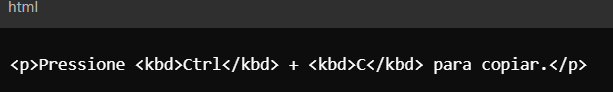 html
<p>Pressione <kbd>Ctrl</kbd> + <kbd>C</kbd> para copiar.</p>